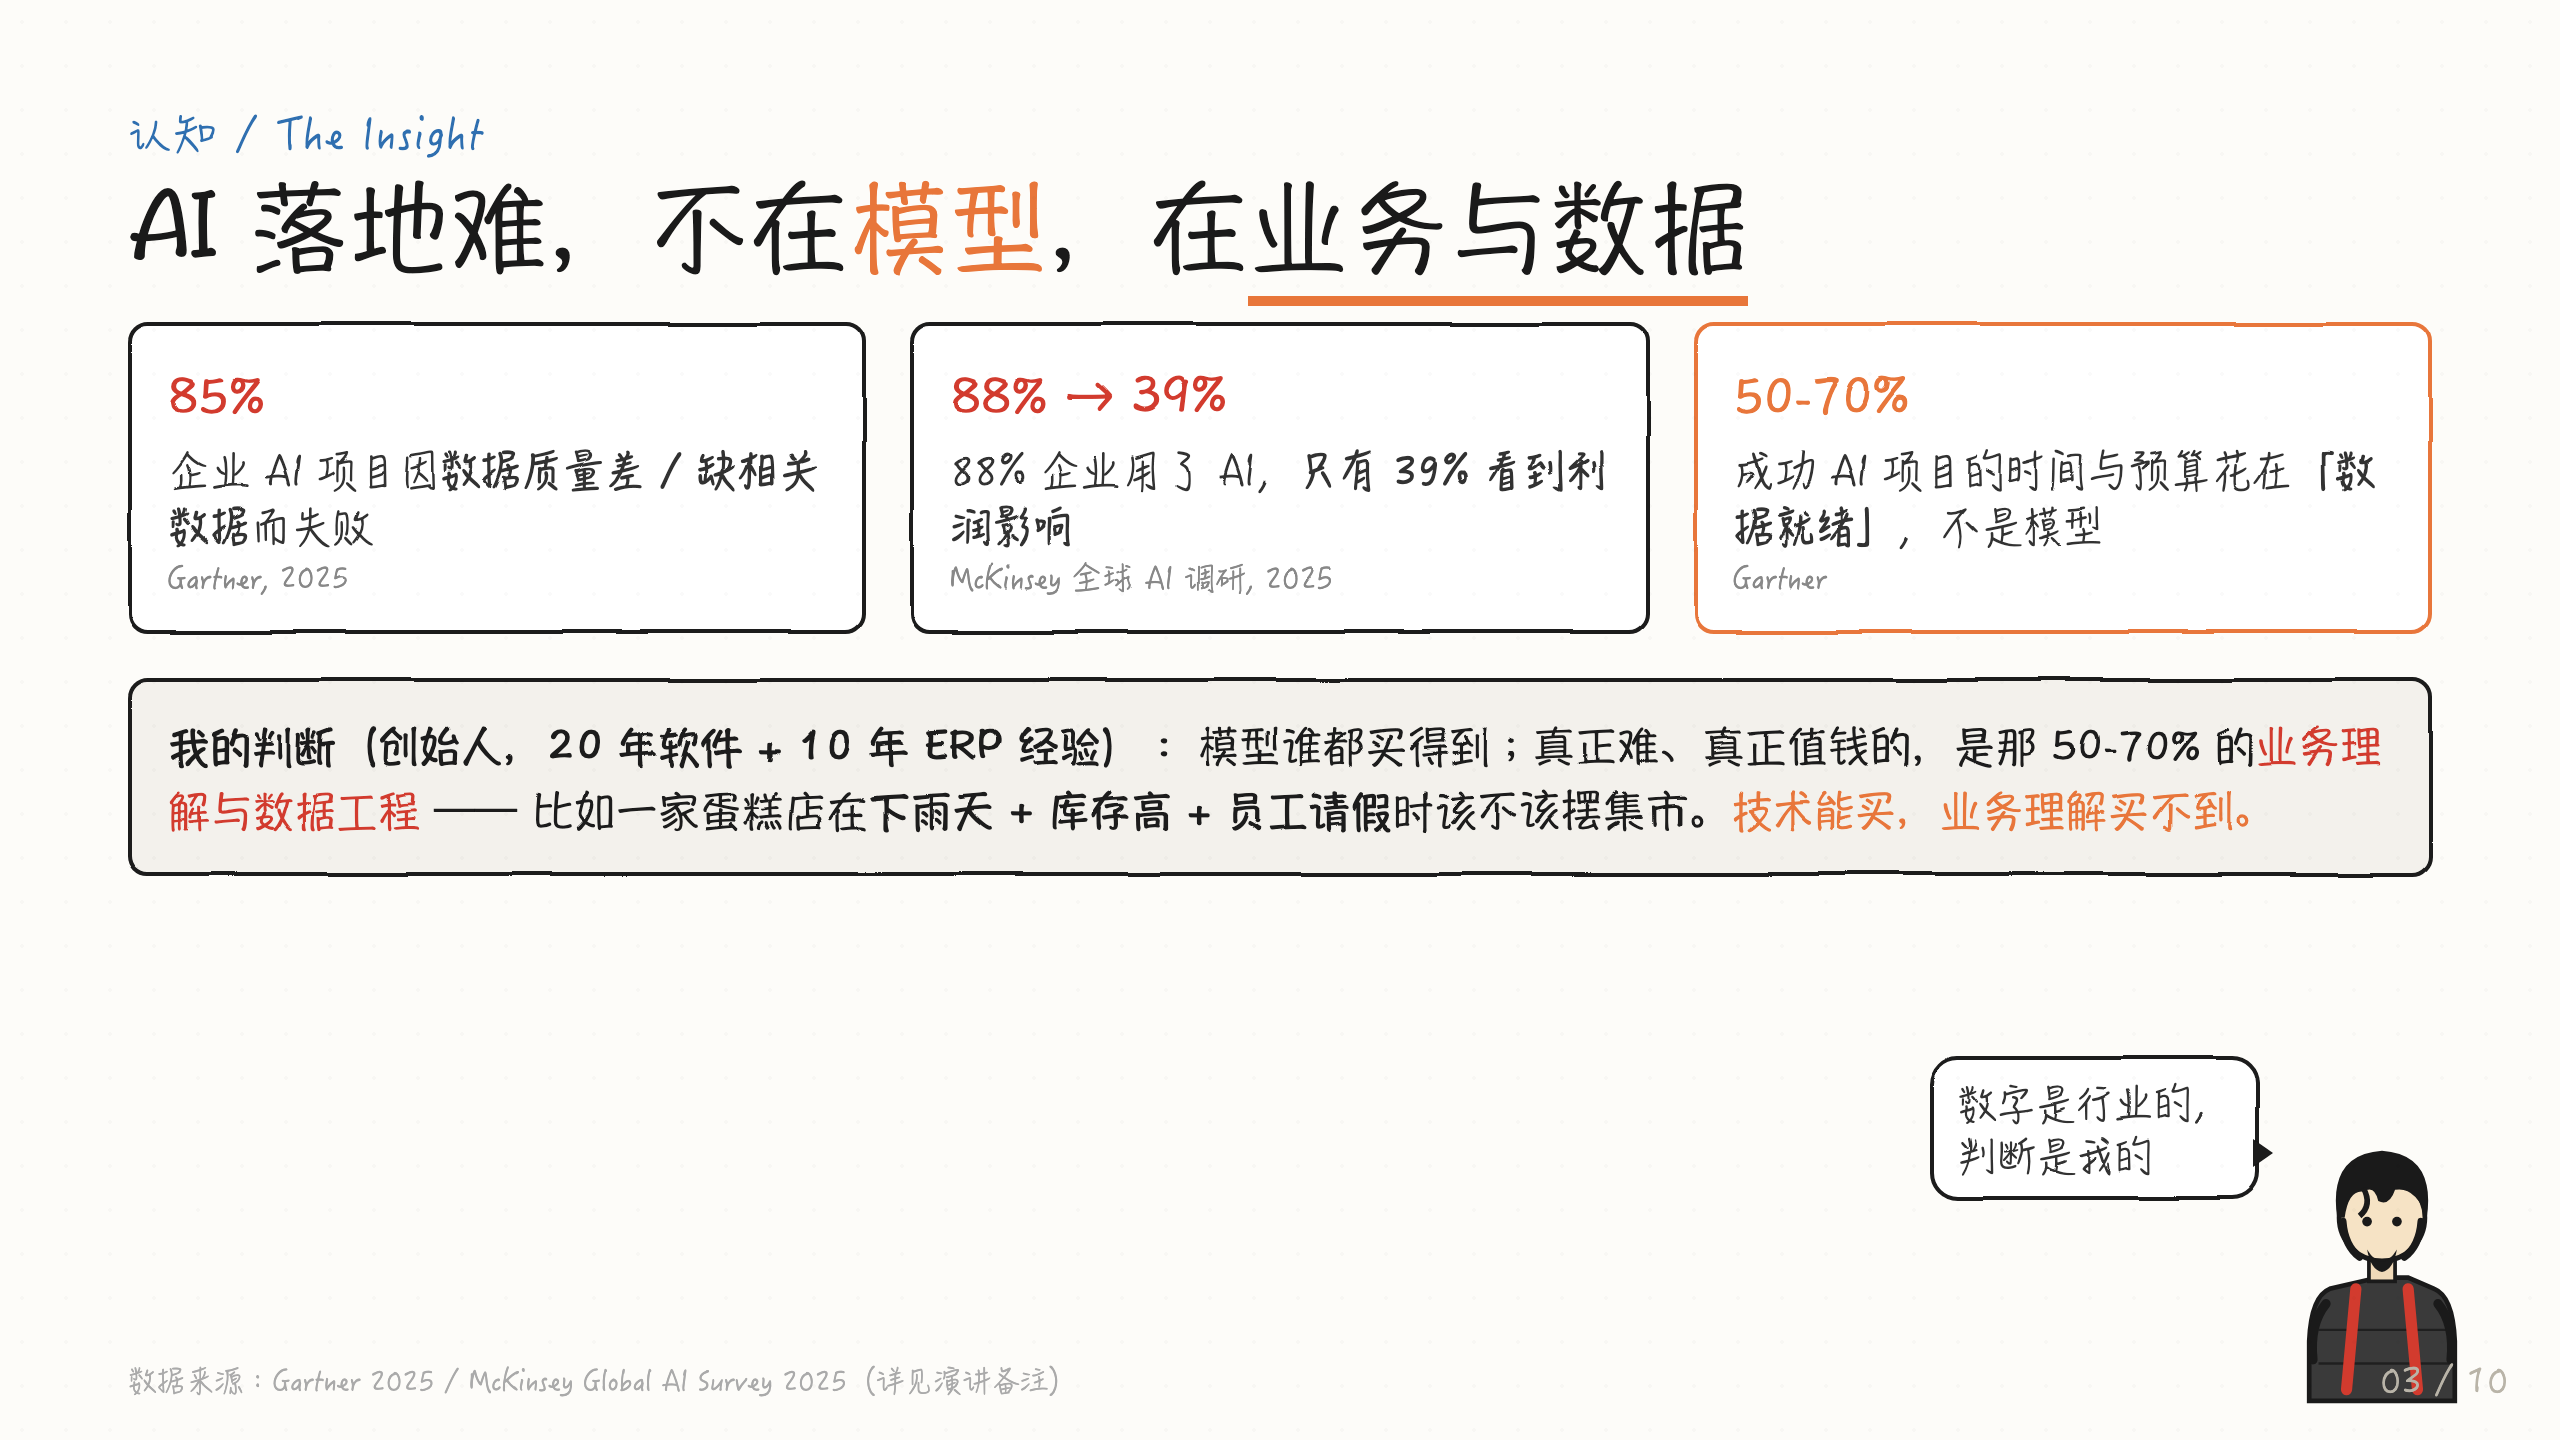 认知 / The Insight
AI 落地难，不在模型，在业务与数据
85%
企业 AI 项目因数据质量差 / 缺相关
数据而失败
Gartner, 2025
88% → 39%
88% 企业用了 AI，只有 39% 看到利
润影响
McKinsey 全球 AI 调研, 2025
50-70%
成功 AI 项目的时间与预算花在「数
据就绪」，不是模型
Gartner
我的判断（创始人，20 年软件 + 10 年 ERP 经验）：模型谁都买得到；真正难、真正值钱的，是那 50-70% 的业务理
解与数据工程 —— 比如一家蛋糕店在下雨天 + 库存高 + 员工请假时该不该摆集市。技术能买，业务理解买不到。
数字是行业的，
判断是我的
数据来源：Gartner 2025 / McKinsey Global AI Survey 2025（详见演讲备注）
03 / 10